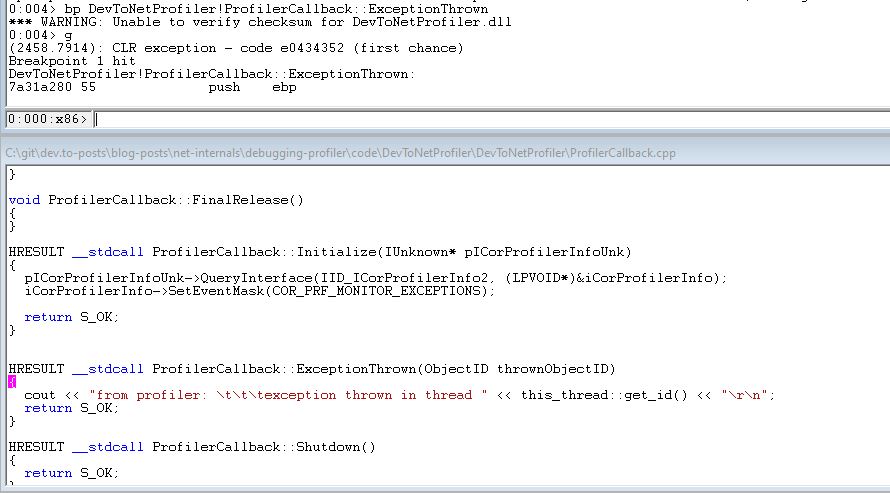 0:004> bp DevToNetProfiler!ProfilerCallback::ExceptionThrown
*** WARNING: Unable to verify checksum for DevToNetProfiler.dll
0:004> g
(2458.7914): CLR exception - code e0434352 (first chance)
Breakpoint 1 hit
DevToNetProfiler!ProfilerCallback::ExceptionThrown:
7a31a280 55              push    ebp
0:000:x86>
C:\git\dev.to-posts\blog-posts\net-internals\debugging-profiler\code\DevToNetProfiler\DevToNetProfiler\ProfilerCallback.cpp
}
void ProfilerCallback::FinalRelease()
{
}
HRESULT __stdcall ProfilerCallback::Initialize(IUnknown* pICorProfilerInfoUnk)
{
  pICorProfilerInfoUnk->QueryInterface(IID_ICorProfilerInfo2, (LPVOID*)&iCorProfilerInfo);
  iCorProfilerInfo->SetEventMask(COR_PRF_MONITOR_EXCEPTIONS);
  return S_OK;
}
HRESULT __stdcall ProfilerCallback::ExceptionThrown(ObjectID thrownObjectID)
{
  cout << "from profiler: \t\t\texception thrown in thread " << this_thread::get_id() << "\r\n";
  return S_OK;
}
HRESULT __stdcall ProfilerCallback::Shutdown()
{
  return S_OK;
}